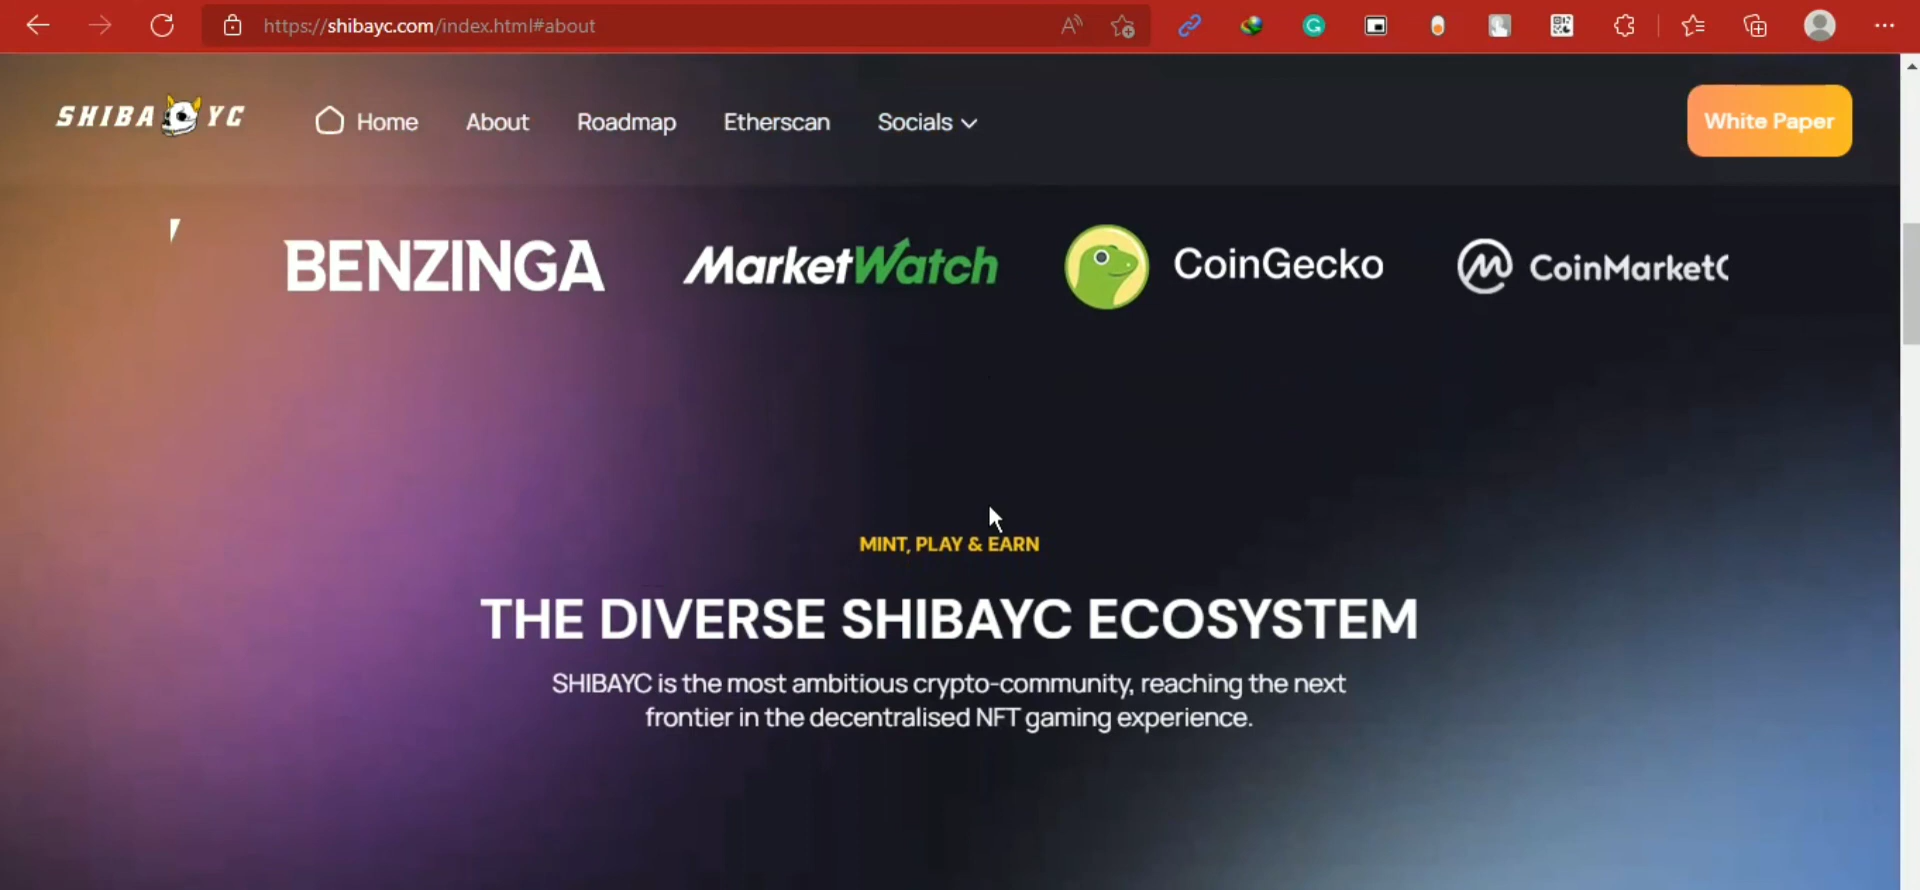 https://shibayc.com/index.html#about
SHIBA YC
Home
About
Roadmap
Etherscan
Socials
White Paper
BENZINGA
MarketWatch
CoinGecko
CoinMarketC
MINT, PLAY & EARN
THE DIVERSE SHIBAYC ECOSYSTEM
SHIBAYC is the most ambitious crypto-community, reaching the next
frontier in the decentralised NFT gaming experience.